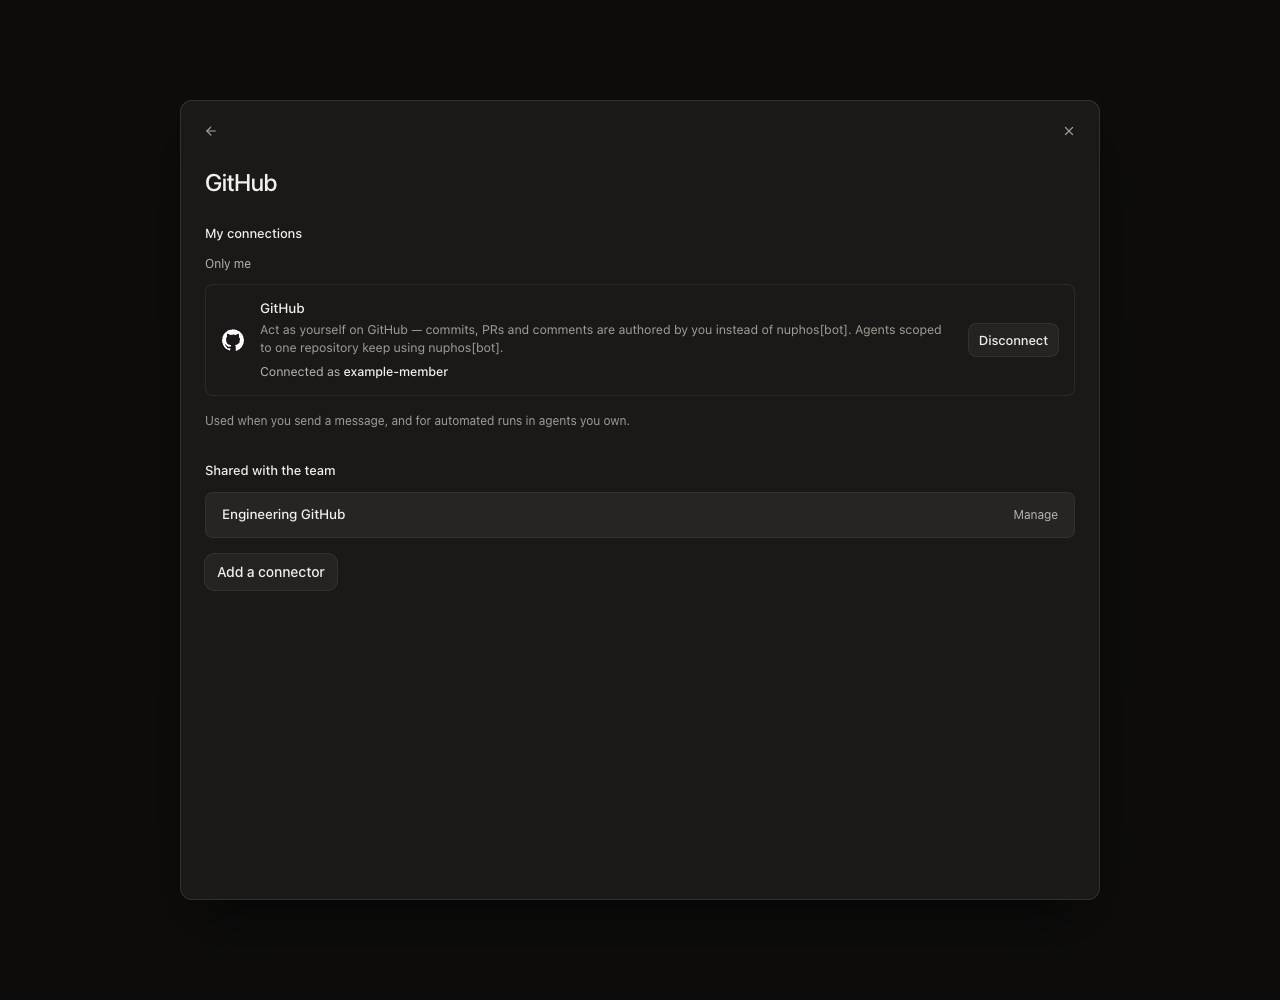 GitHub
My connections
Only me
GitHub
Act as yourself on GitHub — commits, PRs and comments are authored by you instead of nuphos[bot]. Agents scoped
to one repository keep using nuphos[bot].
Connected as example-member
Disconnect
Used when you send a message, and for automated runs in agents you own.
Shared with the team
Engineering GitHub
Manage
Add a connector